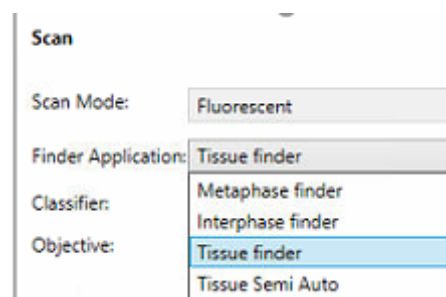 Scan
Scan Mode: Fluorescent
Finder Application: Tissue finder
Metaphase finder
Classifier:
Interphase finder
Objective: Tissue finder
Tissue Semi Auto